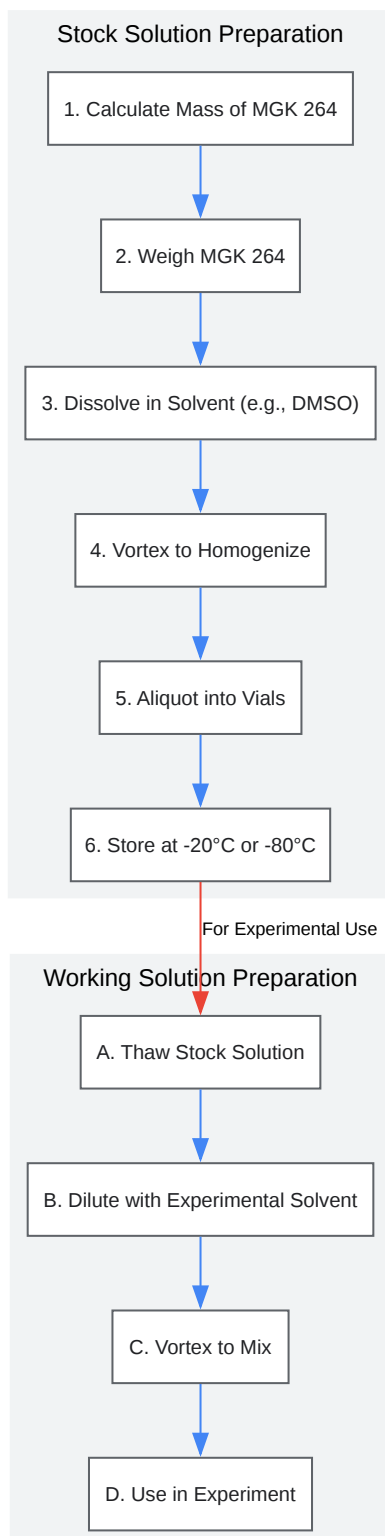 Stock Solution Preparation
1. Calculate Mass of MGK 264
2. Weigh MGK 264
3. Dissolve in Solvent (e.g., DMSO)
4. Vortex to Homogenize
5. Aliquot into Vials
6. Store at -20°C or -80°C
For Experimental Use
Working Solution Preparation
A. Thaw Stock Solution
B. Dilute with Experimental Solvent
C. Vortex to Mix
D. Use in Experiment